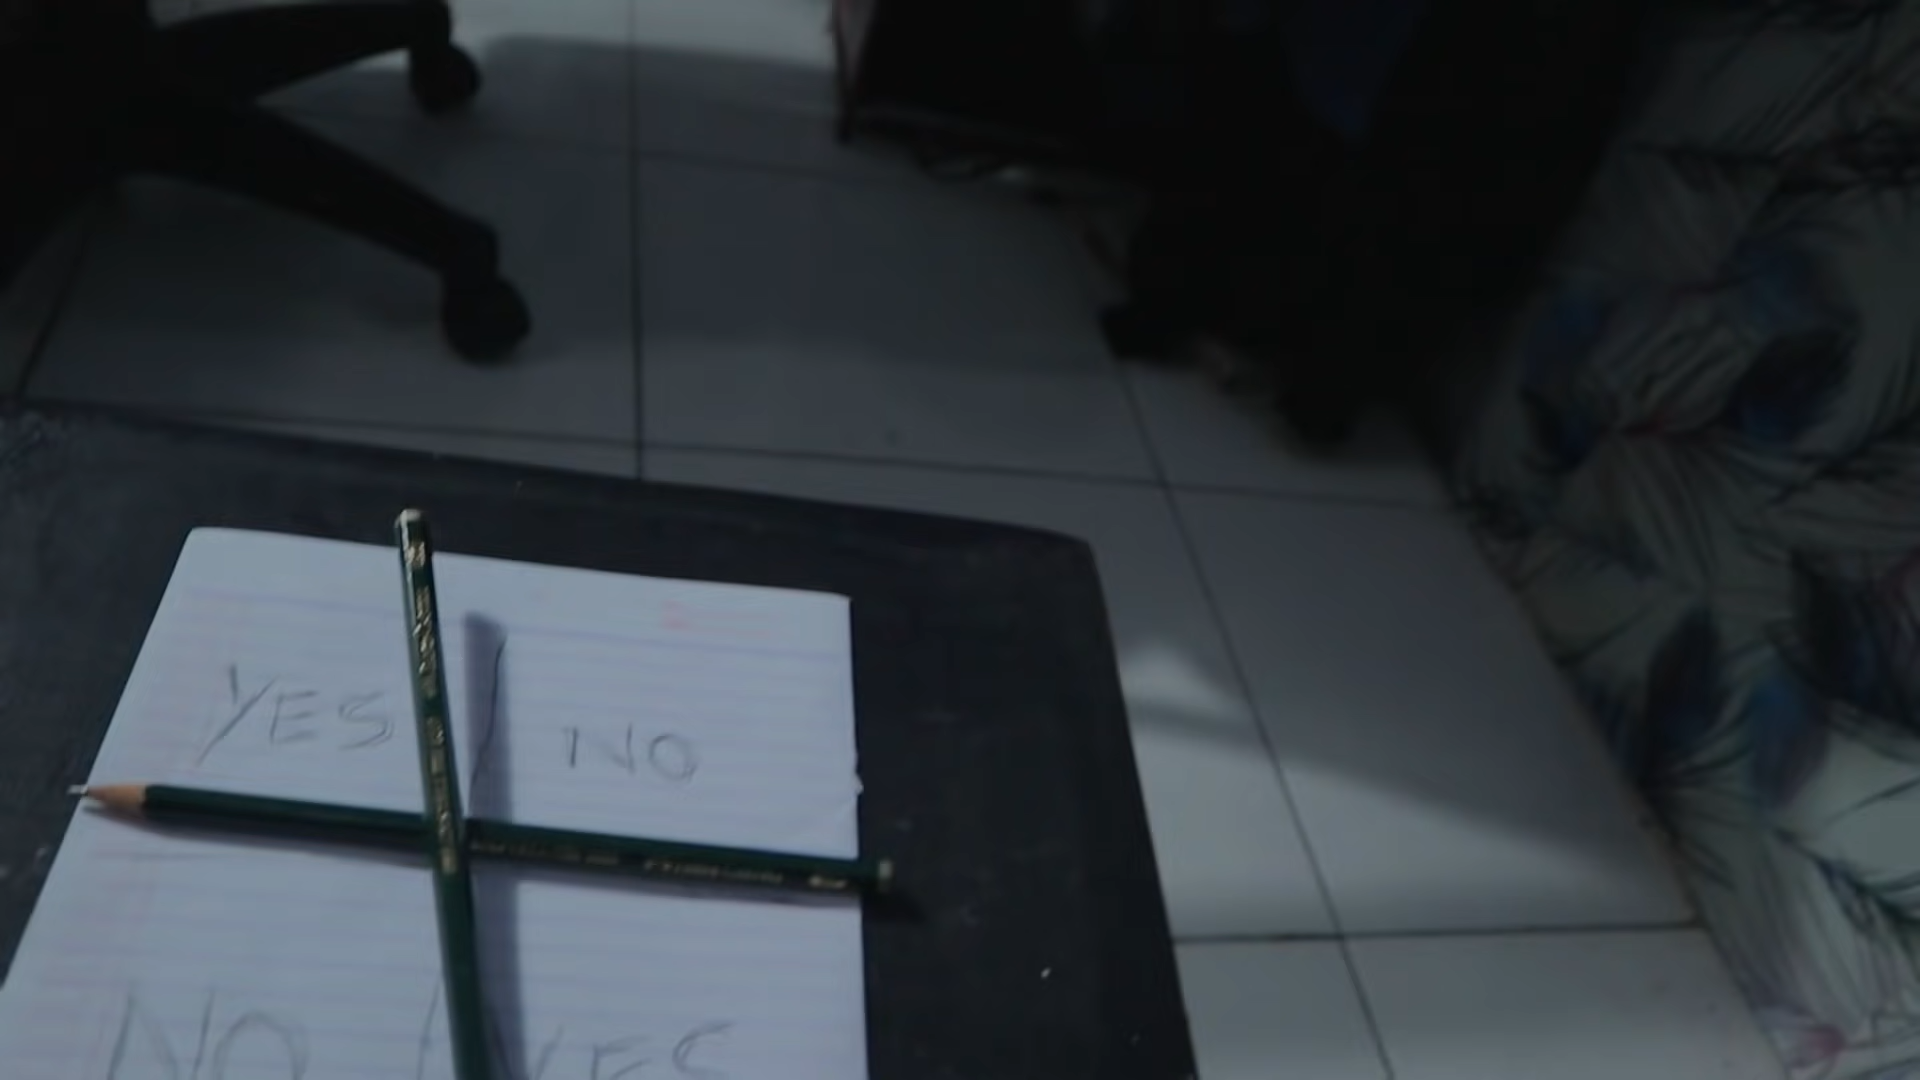 YES / NO
NO / YES